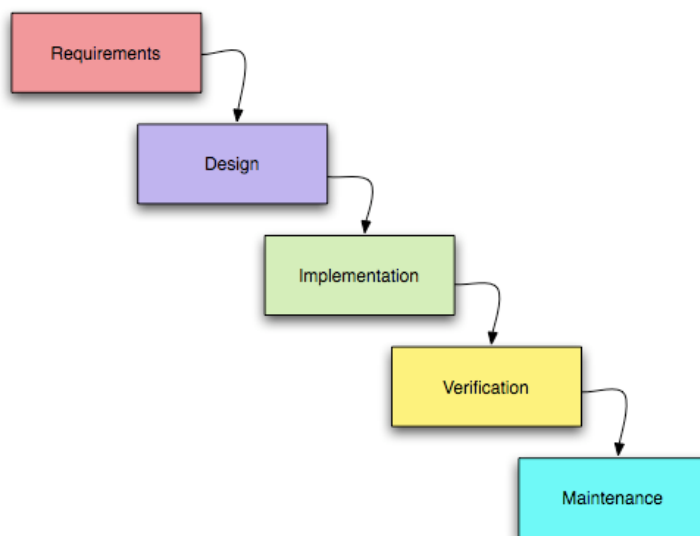 Requirements
Design
Implementation
Verification
Maintenance